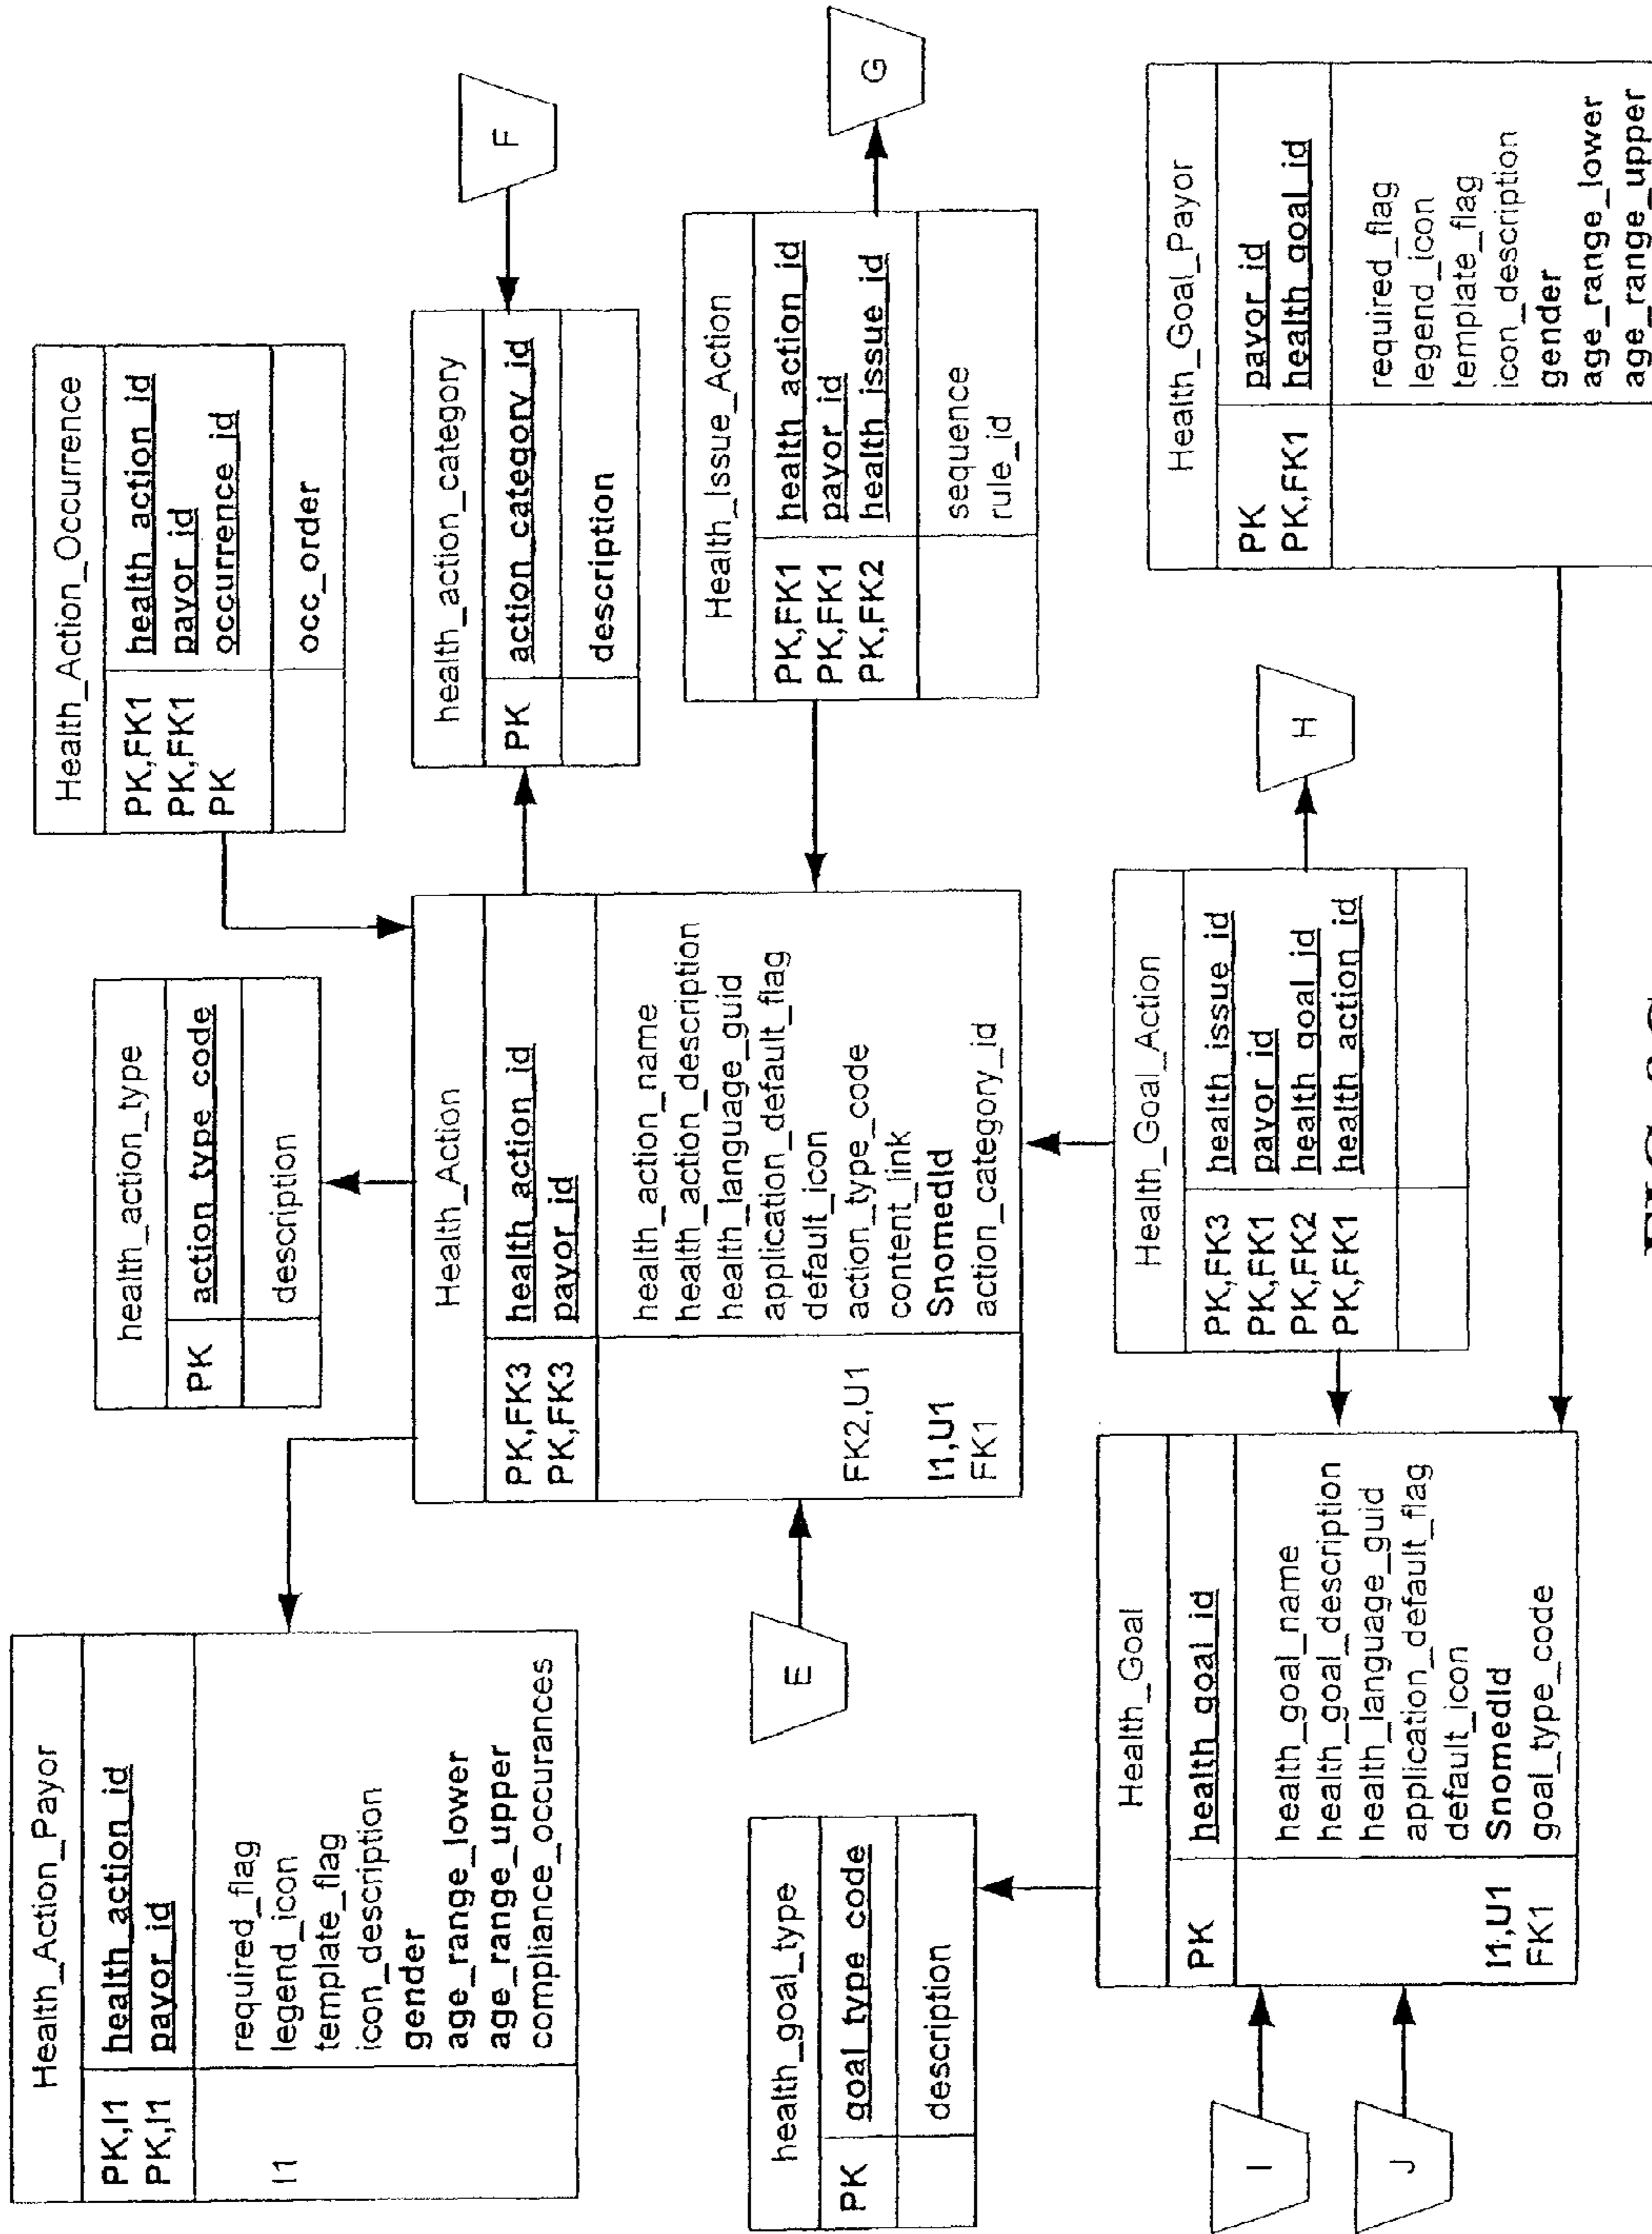 Health_Action_Payor
PK,I1 health_action_id
PK,I1 payor_id
required_flag
I1 legend_icon
template_flag
icon_description
gender
age_range_lower
age_range_upper
compliance_occurances
health_action_type
PK action_type_code
description
Health_Action_Occurrence
PK,FK1 health_action_id
PK,FK1 payor_id
PK occurrence_id
occ_order
Health_Action
PK,FK3 health_action_id
PK,FK3 payor_id
health_action_name
health_action_description
health_language_guid
application_default_flag
default_icon
FK2,U1 action_type_code
content_link
I1,U1 SnomedId
FK1 action_category_id
health_action_category
PK action_category_id
description
F
E
Health_Issue_Action
PK,FK1 health_action_id
PK,FK1 payor_id
PK,FK2 health_issue_id
sequence
rule_id
G
health_goal_type
PK goal_type_code
description
Health_Goal
PK health_goal_id
health_goal_name
health_goal_description
health_language_guid
application_default_flag
default_icon
I1,U1 SnomedId
FK1 goal_type_code
I
J
Health_Goal_Action
PK,FK3 health_issue_id
PK,FK1 payor_id
PK,FK2 health_goal_id
PK,FK1 health_action_id
H
Health_Goal_Payor
PK payor_id
PK,FK1 health_goal_id
required_flag
legend_icon
template_flag
icon_description
gender
age_range_lower
age_range_upper